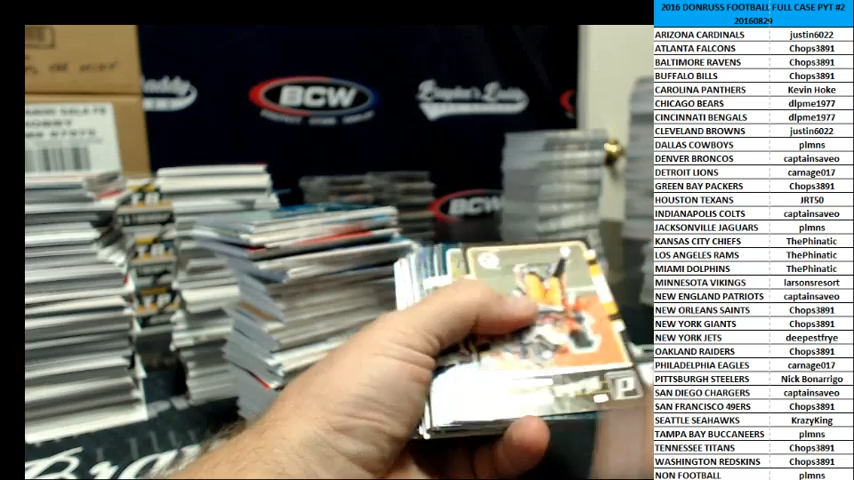 2016 DONRUSS FOOTBALL FULL CASE PYT #2
20160829
ARIZONA CARDINALS justin6022
ATLANTA FALCONS Chops3891
BALTIMORE RAVENS Chops3891
BUFFALO BILLS Chops3891
CAROLINA PANTHERS Kevin Hoke
CHICAGO BEARS dlpme1977
CINCINNATI BENGALS dlpme1977
CLEVELAND BROWNS justin6022
DALLAS COWBOYS plmns
DENVER BRONCOS captainsaveo
DETROIT LIONS carnage017
GREEN BAY PACKERS Chops3891
HOUSTON TEXANS JRT50
INDIANAPOLIS COLTS captainsaveo
JACKSONVILLE JAGUARS plmns
KANSAS CITY CHIEFS ThePhinatic
LOS ANGELES RAMS ThePhinatic
MIAMI DOLPHINS ThePhinatic
MINNESOTA VIKINGS larsonsresort
NEW ENGLAND PATRIOTS captainsaveo
NEW ORLEANS SAINTS Chops3891
NEW YORK GIANTS Chops3891
NEW YORK JETS deepestfrye
OAKLAND RAIDERS Chops3891
PHILADELPHIA EAGLES carnage017
PITTSBURGH STEELERS Nick Bonarrigo
SAN DIEGO CHARGERS captainsaveo
SAN FRANCISCO 49ERS Chops3891
SEATTLE SEAHAWKS KrazyKing
TAMPA BAY BUCCANEERS plmns
TENNESSEE TITANS Chops3891
WASHINGTON REDSKINS Chops3891
NON FOOTBALL plmns
BCW
BCW